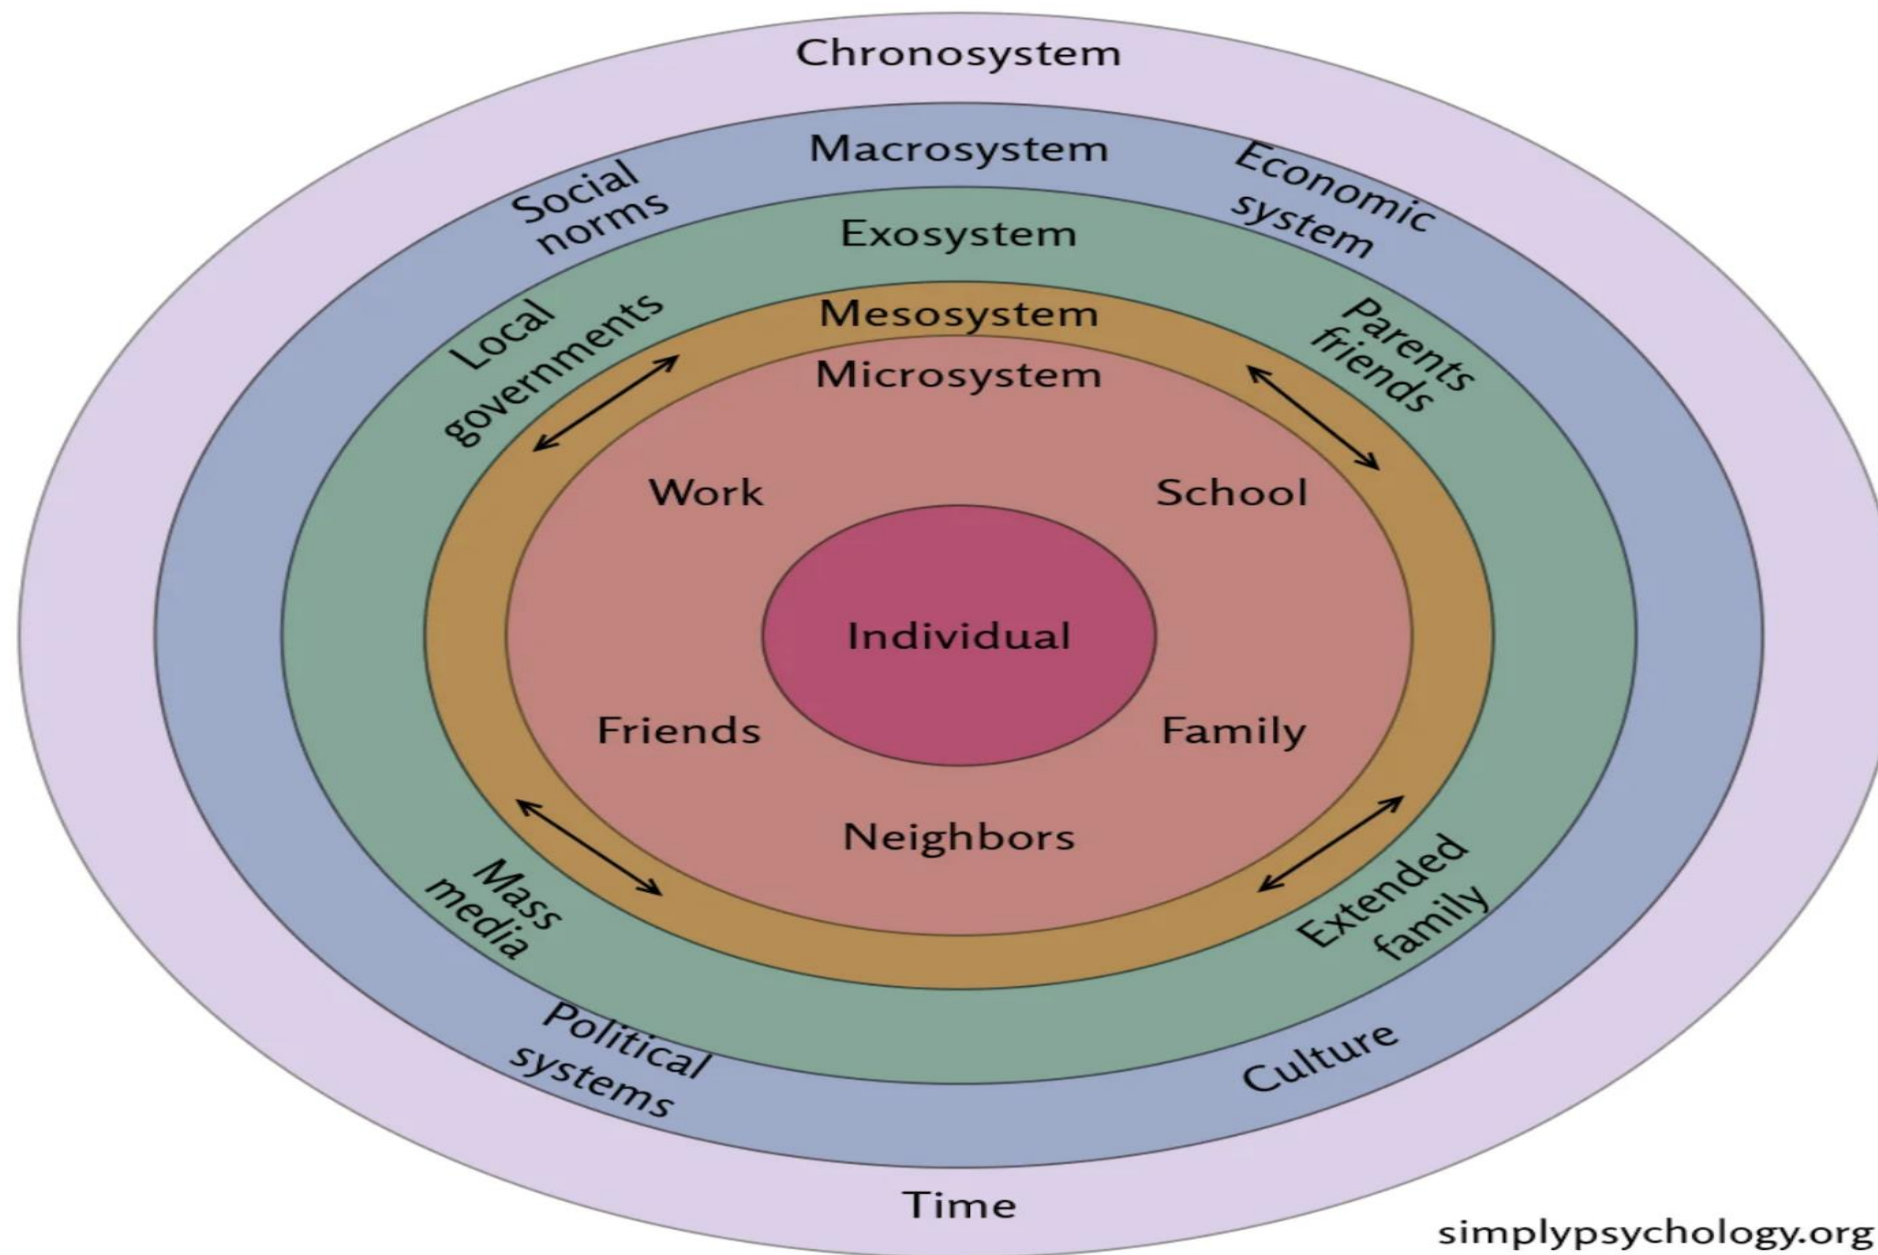 Chronosystem
Macrosystem
Social
norms
Economic
system
Exosystem
Local
governments
Parents
friends
Mesosystem
Microsystem
Work
School
Individual
Friends
Family
Neighbors
Mass
media
Extended
family
Political
systems
Culture
Time
simplypsychology.org